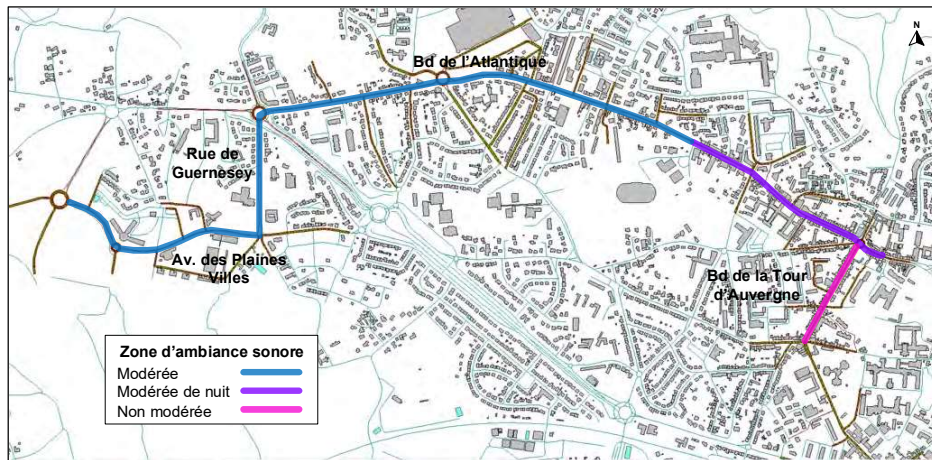 N
Bd de l'Atlantique
Rue de
Guernesey
Av. des Plaines
Villes
Bd de la Tour
d'Auvergne
Zone d'ambiance sonore
Modérée
Modérée de nuit
Non modérée